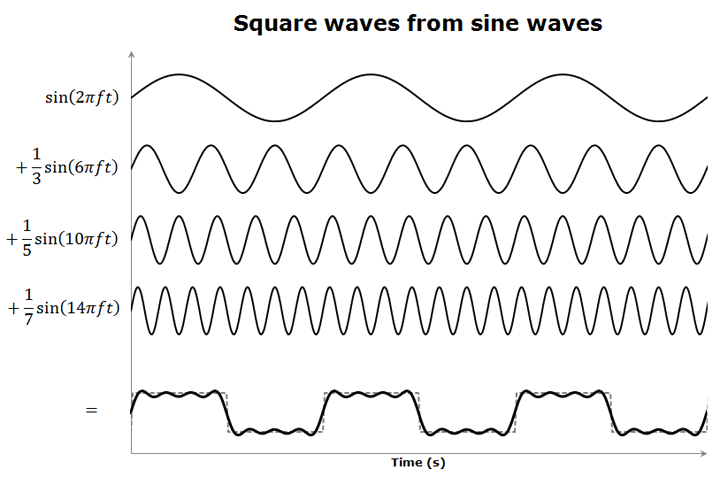 Square waves from sine waves
sin(2𝜋𝑓𝑡)
+1/3 sin(6𝜋𝑓𝑡)
+1/5 sin(10𝜋𝑓𝑡)
+1/7 sin(14𝜋𝑓𝑡)
=
Time (s)